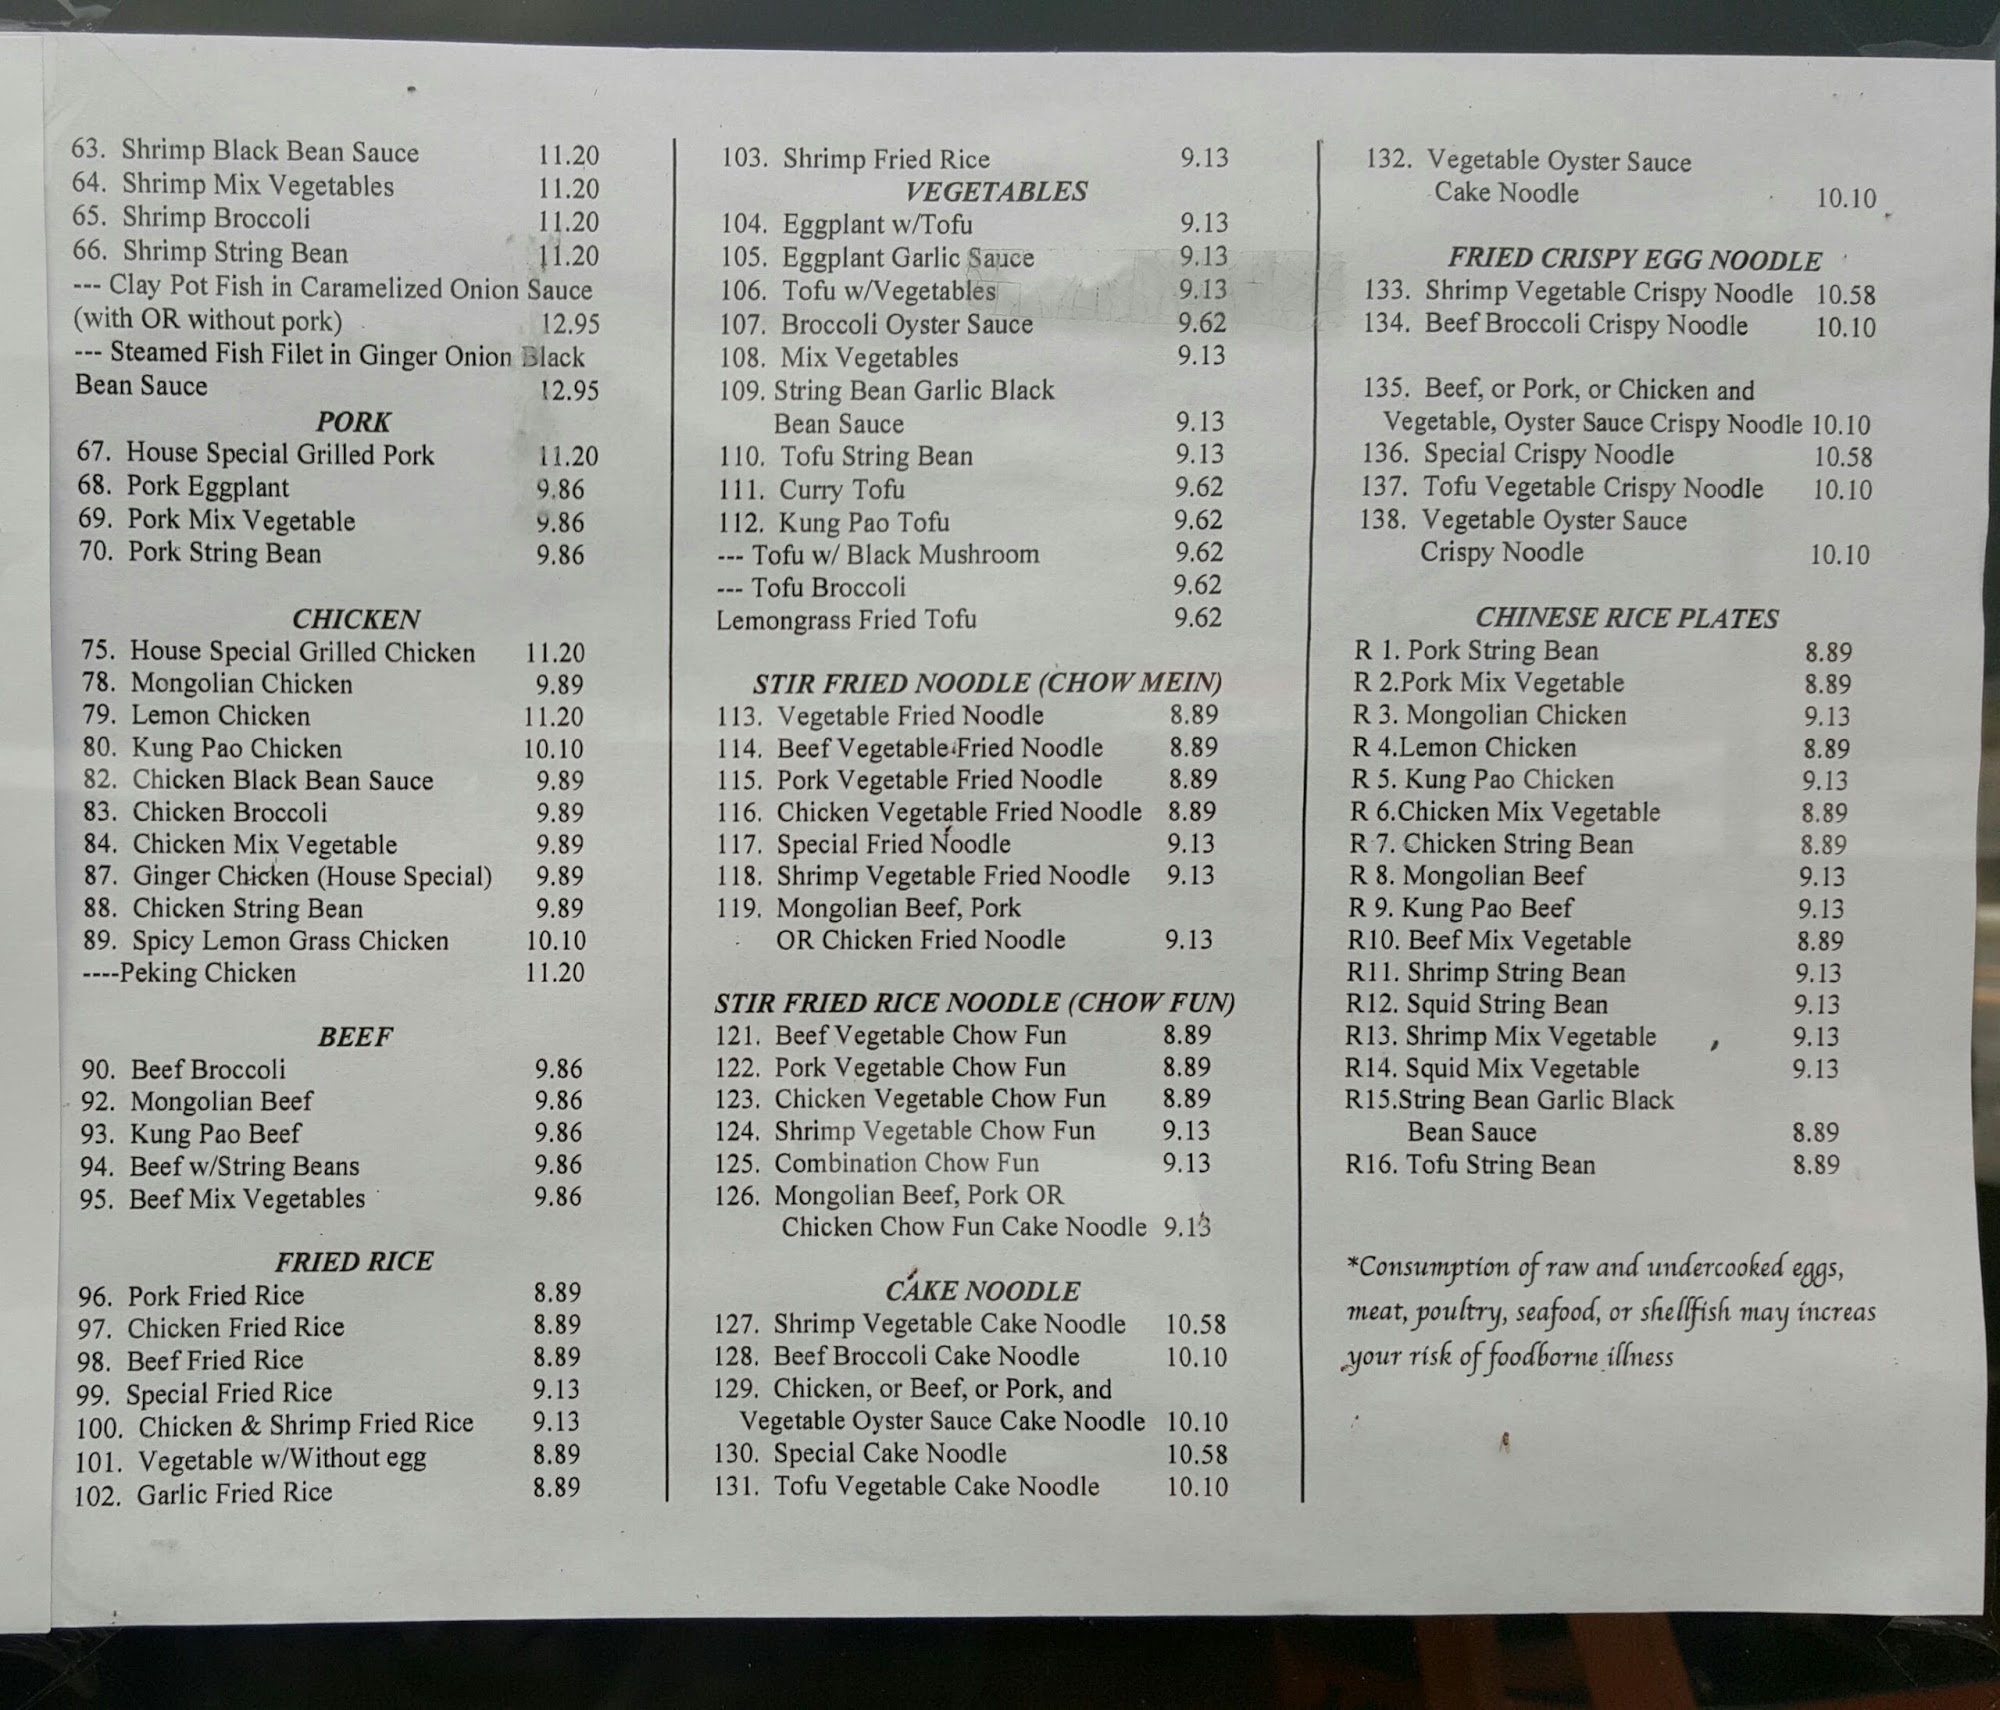 63. Shrimp Black Bean Sauce 11.20
64. Shrimp Mix Vegetables 11.20
65. Shrimp Broccoli 11.20
66. Shrimp String Bean 11.20
--- Clay Pot Fish in Caramelized Onion Sauce
(with OR without pork) 12.95
--- Steamed Fish Filet in Ginger Onion Black
Bean Sauce 12.95
PORK
67. House Special Grilled Pork 11.20
68. Pork Eggplant 9.86
69. Pork Mix Vegetable 9.86
70. Pork String Bean 9.86
CHICKEN
75. House Special Grilled Chicken 11.20
78. Mongolian Chicken 9.89
79. Lemon Chicken 11.20
80. Kung Pao Chicken 10.10
82. Chicken Black Bean Sauce 9.89
83. Chicken Broccoli 9.89
84. Chicken Mix Vegetable 9.89
87. Ginger Chicken (House Special) 9.89
88. Chicken String Bean 9.89
89. Spicy Lemon Grass Chicken 10.10
----Peking Chicken 11.20
BEEF
90. Beef Broccoli 9.86
92. Mongolian Beef 9.86
93. Kung Pao Beef 9.86
94. Beef w/String Beans 9.86
95. Beef Mix Vegetables 9.86
FRIED RICE
96. Pork Fried Rice 8.89
97. Chicken Fried Rice 8.89
98. Beef Fried Rice 8.89
99. Special Fried Rice 9.13
100. Chicken & Shrimp Fried Rice 9.13
101. Vegetable w/Without egg 8.89
102. Garlic Fried Rice 8.89
103. Shrimp Fried Rice 9.13
VEGETABLES
104. Eggplant w/Tofu 9.13
105. Eggplant Garlic Sauce 9.13
106. Tofu w/Vegetables 9.13
107. Broccoli Oyster Sauce 9.62
108. Mix Vegetables 9.13
109. String Bean Garlic Black
Bean Sauce 9.13
110. Tofu String Bean 9.13
111. Curry Tofu 9.62
112. Kung Pao Tofu 9.62
--- Tofu w/ Black Mushroom 9.62
--- Tofu Broccoli 9.62
Lemongrass Fried Tofu 9.62
STIR FRIED NOODLE (CHOW MEIN)
113. Vegetable Fried Noodle 8.89
114. Beef Vegetable Fried Noodle 8.89
115. Pork Vegetable Fried Noodle 8.89
116. Chicken Vegetable Fried Noodle 8.89
117. Special Fried Noodle 9.13
118. Shrimp Vegetable Fried Noodle 9.13
119. Mongolian Beef, Pork
OR Chicken Fried Noodle 9.13
STIR FRIED RICE NOODLE (CHOW FUN)
121. Beef Vegetable Chow Fun 8.89
122. Pork Vegetable Chow Fun 8.89
123. Chicken Vegetable Chow Fun 8.89
124. Shrimp Vegetable Chow Fun 9.13
125. Combination Chow Fun 9.13
126. Mongolian Beef, Pork OR
Chicken Chow Fun Cake Noodle 9.13
CAKE NOODLE
127. Shrimp Vegetable Cake Noodle 10.58
128. Beef Broccoli Cake Noodle 10.10
129. Chicken, or Beef, or Pork, and
Vegetable Oyster Sauce Cake Noodle 10.10
130. Special Cake Noodle 10.58
131. Tofu Vegetable Cake Noodle 10.10
132. Vegetable Oyster Sauce
Cake Noodle 10.10
FRIED CRISPY EGG NOODLE
133. Shrimp Vegetable Crispy Noodle 10.58
134. Beef Broccoli Crispy Noodle 10.10
135. Beef, or Pork, or Chicken and
Vegetable, Oyster Sauce Crispy Noodle 10.10
136. Special Crispy Noodle 10.58
137. Tofu Vegetable Crispy Noodle 10.10
138. Vegetable Oyster Sauce
Crispy Noodle 10.10
CHINESE RICE PLATES
R 1. Pork String Bean 8.89
R 2.Pork Mix Vegetable 8.89
R 3. Mongolian Chicken 9.13
R 4.Lemon Chicken 8.89
R 5. Kung Pao Chicken 9.13
R 6.Chicken Mix Vegetable 8.89
R 7. Chicken String Bean 8.89
R 8. Mongolian Beef 9.13
R 9. Kung Pao Beef 9.13
R10. Beef Mix Vegetable 8.89
R11. Shrimp String Bean 9.13
R12. Squid String Bean 9.13
R13. Shrimp Mix Vegetable 9.13
R14. Squid Mix Vegetable 9.13
R15.String Bean Garlic Black
Bean Sauce 8.89
R16. Tofu String Bean 8.89
*Consumption of raw and undercooked eggs,
meat, poultry, seafood, or shellfish may increas
your risk of foodborne illness